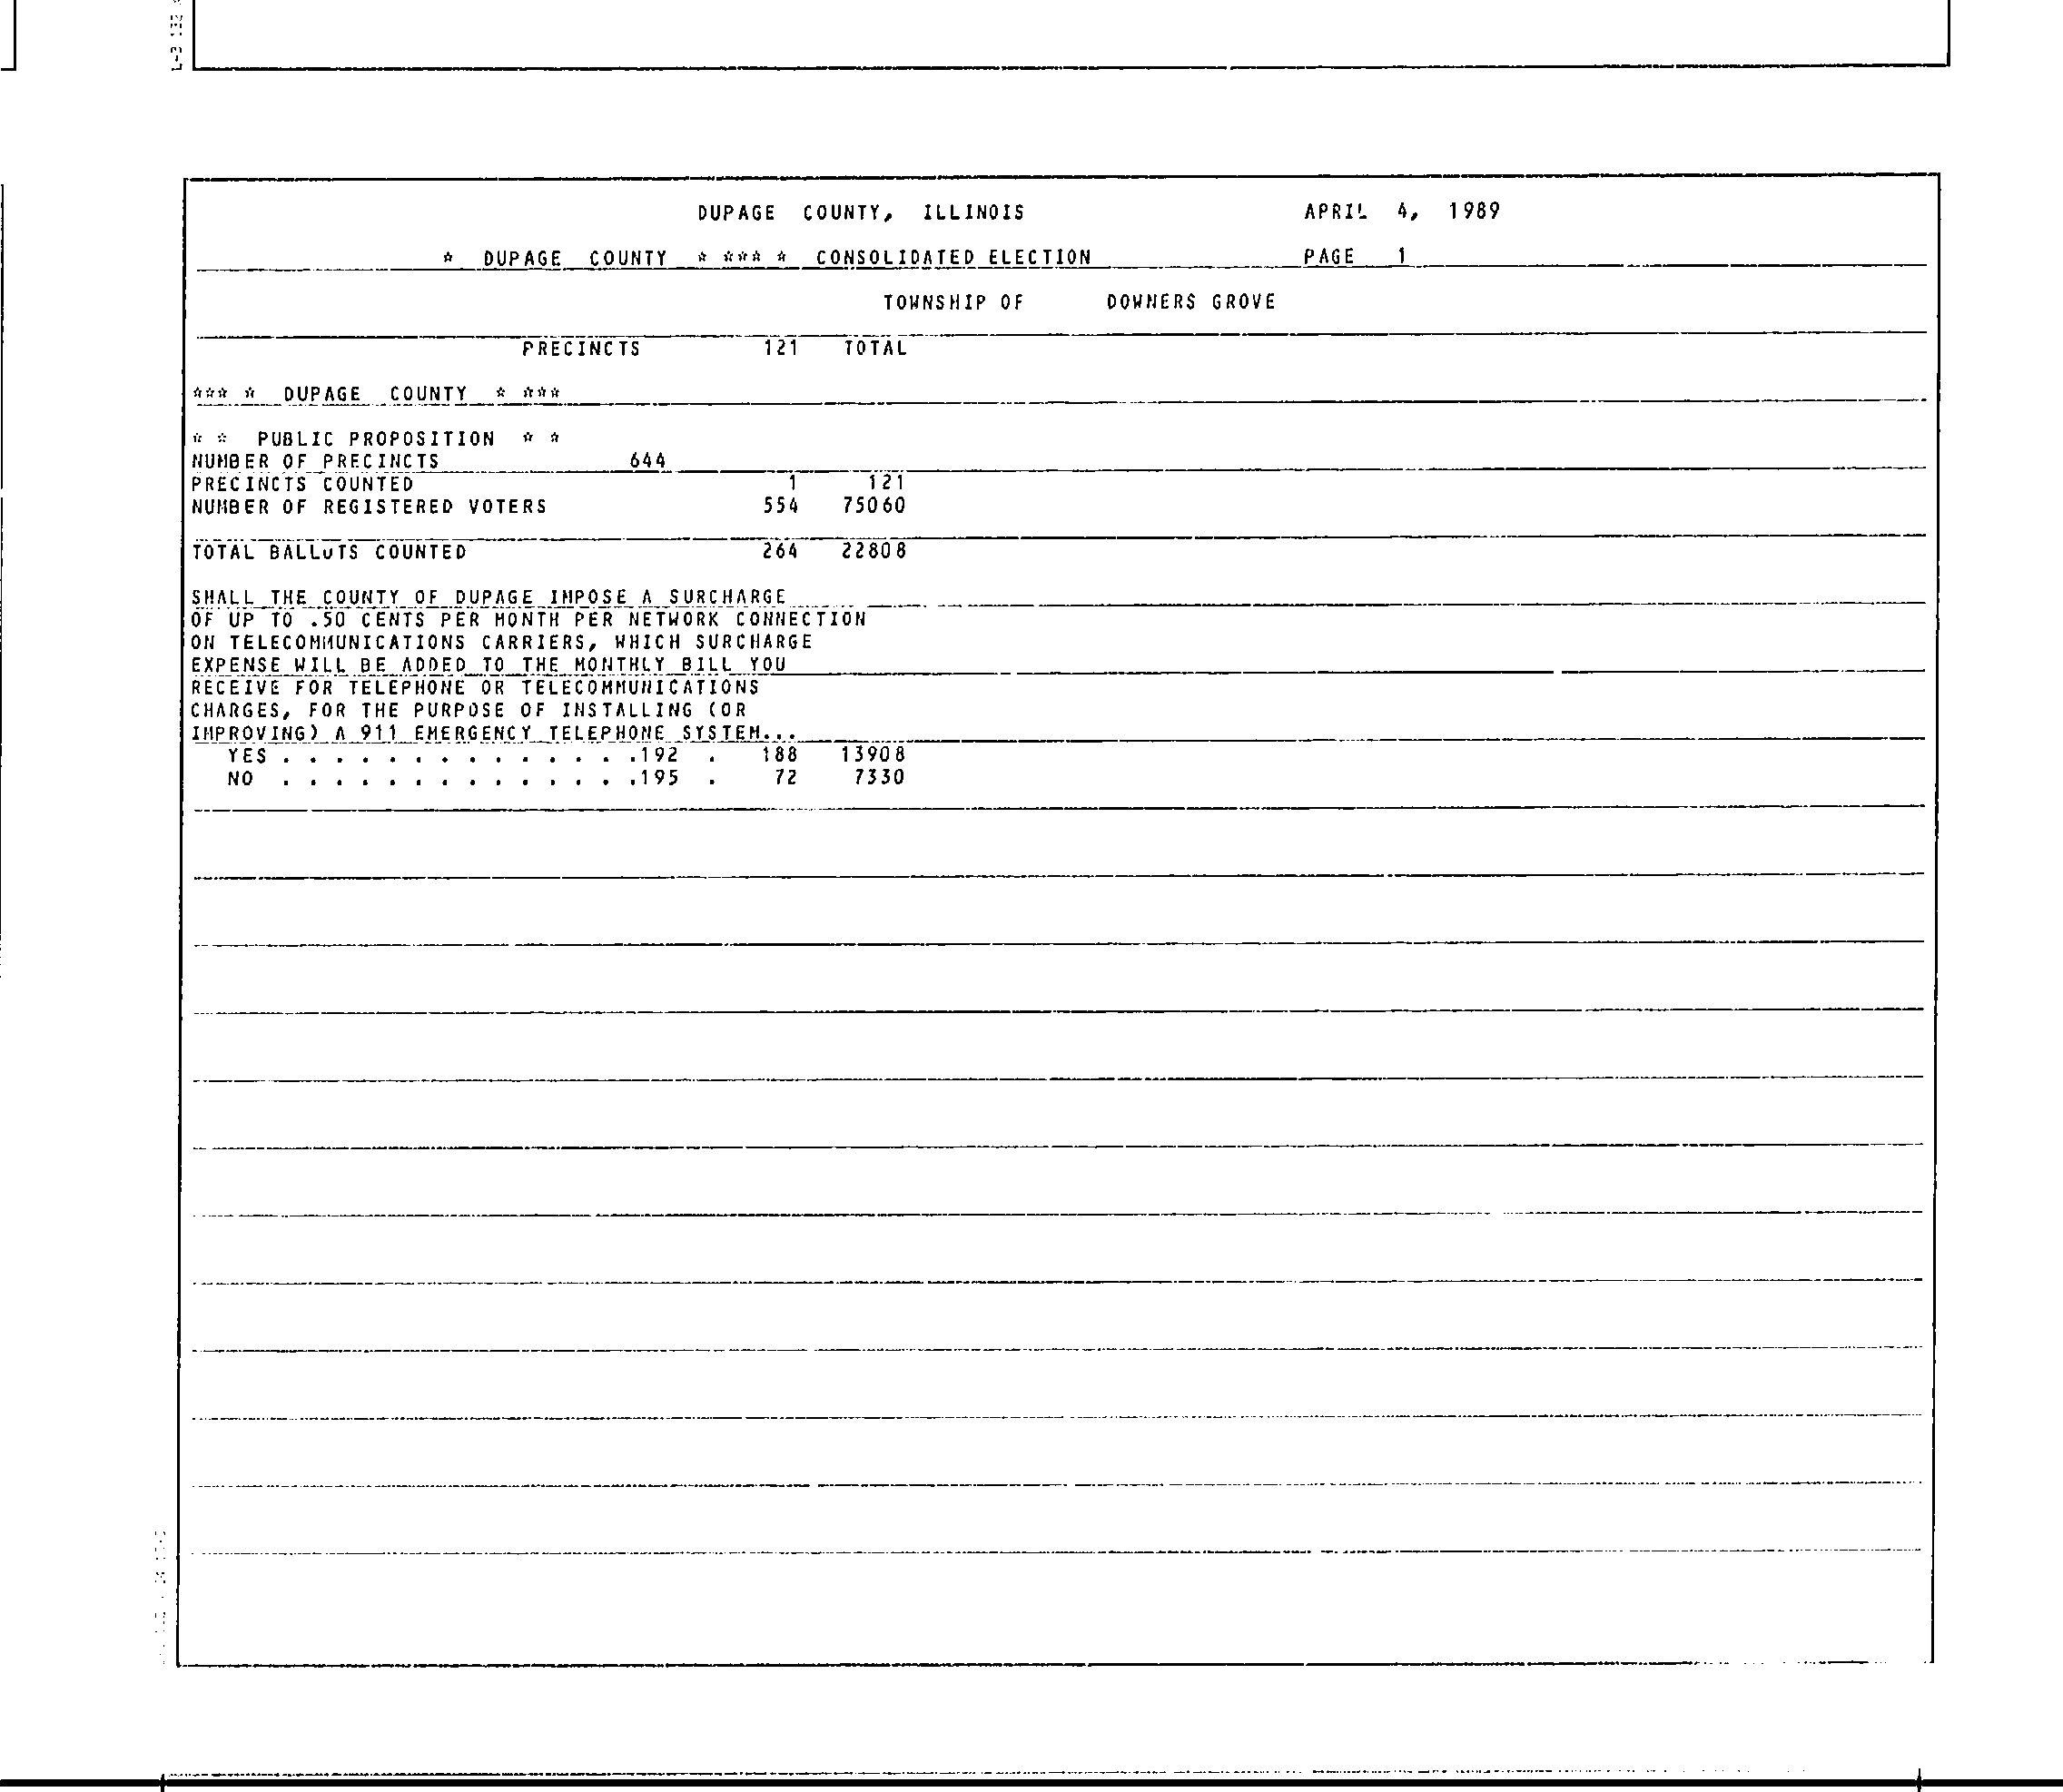 DUPAGE COUNTY, ILLINOIS APRIL 4, 1989
* DUPAGE COUNTY * *** * CONSOLIDATED ELECTION PAGE 1
TOWNSHIP OF DOWNERS GROVE
PRECINCTS 121 TOTAL
*** * DUPAGE COUNTY * ***
* * PUBLIC PROPOSITION * *
NUMBER OF PRECINCTS 644
PRECINCTS COUNTED 1 121
NUMBER OF REGISTERED VOTERS 554 75060
TOTAL BALLOTS COUNTED 264 22808
SHALL THE COUNTY OF DUPAGE IMPOSE A SURCHARGE
OF UP TO .50 CENTS PER MONTH PER NETWORK CONNECTION
ON TELECOMMUNICATIONS CARRIERS, WHICH SURCHARGE
EXPENSE WILL BE ADDED TO THE MONTHLY BILL YOU
RECEIVE FOR TELEPHONE OR TELECOMMUNICATIONS
CHARGES, FOR THE PURPOSE OF INSTALLING (OR
IMPROVING) A 911 EMERGENCY TELEPHONE SYSTEM...
YES . . . . . . . . . . . . . .192 . 188 13908
NO . . . . . . . . . . . . . .195 . 72 7330